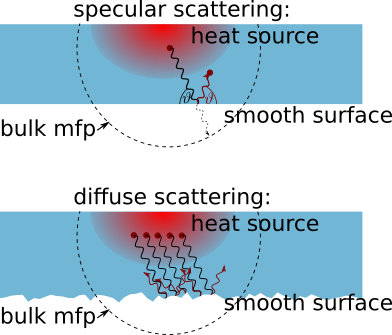 specular scattering:
heat source
smooth surface
bulk mfp
diffuse scattering:
heat source
smooth surface
bulk mfp